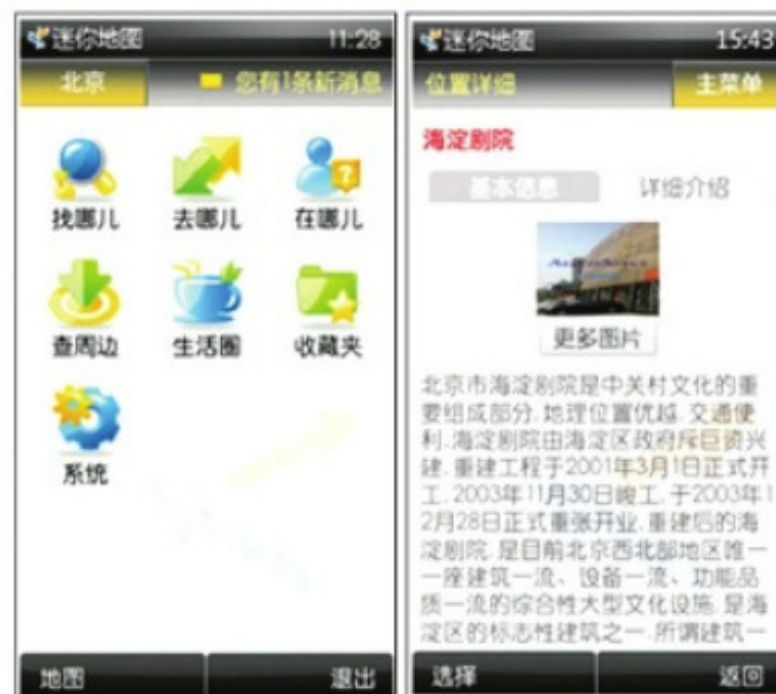 迷你地图 11:28
北京 您有1条新消息
找哪儿 去哪儿 在哪儿
查周边 生活圈 收藏夹
系统
地图 退出
迷你地图 15:43
位置详细 主菜单
海淀剧院
基本信息 详细介绍
更多图片
北京市海淀剧院是中关村文化的重
要组成部分.地理位置优越.交通便
利.海淀剧院由海淀区政府斥巨资兴
建.重建工程于2001年3月1日正式开
工.2003年11月30日竣工.于2003年1
2月28日正式重张开业.重建后的海
淀剧院.是目前北京西北部地区唯一
一座建筑一流、设备一流、功能品
质一流的综合性大型文化设施.是海
淀区的标志性建筑之一.所谓建筑一
选择 返回